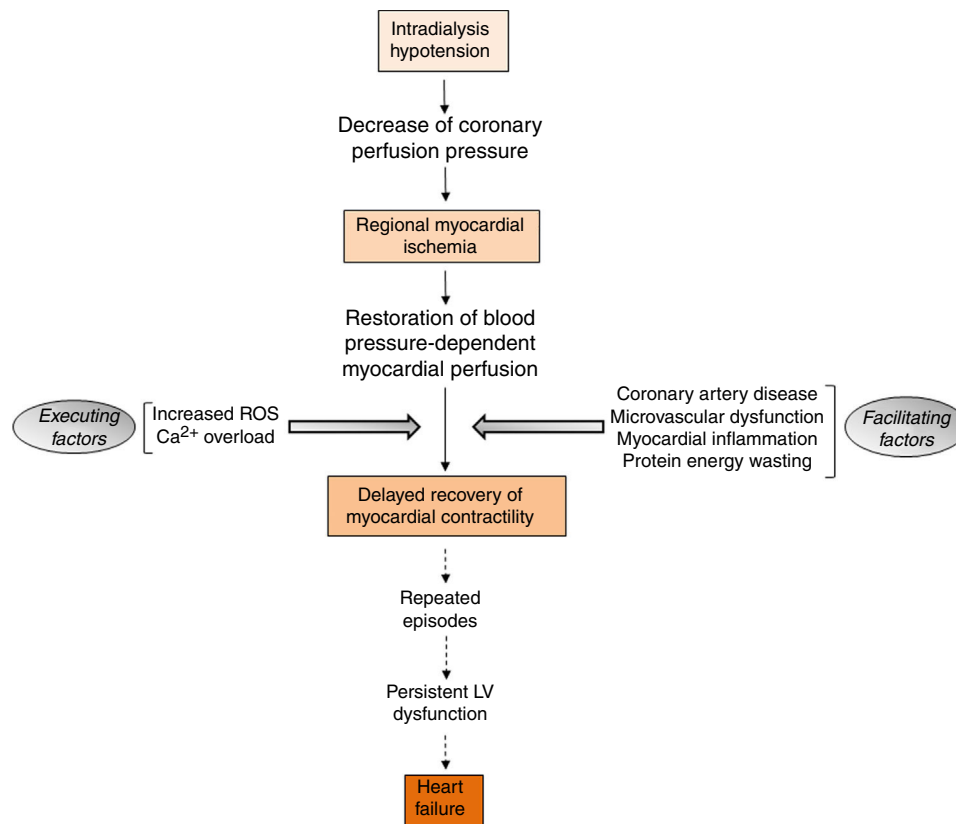 Intradialysis
hypotension
Decrease of coronary
perfusion pressure
Regional myocardial
ischemia
Restoration of blood
pressure-dependent
myocardial perfusion
Executing
factors
Increased ROS
Ca²⁺ overload
Coronary artery disease
Microvascular dysfunction
Myocardial inflammation
Protein energy wasting
Facilitating
factors
Delayed recovery of
myocardial contractility
Repeated
episodes
Persistent LV
dysfunction
Heart
failure